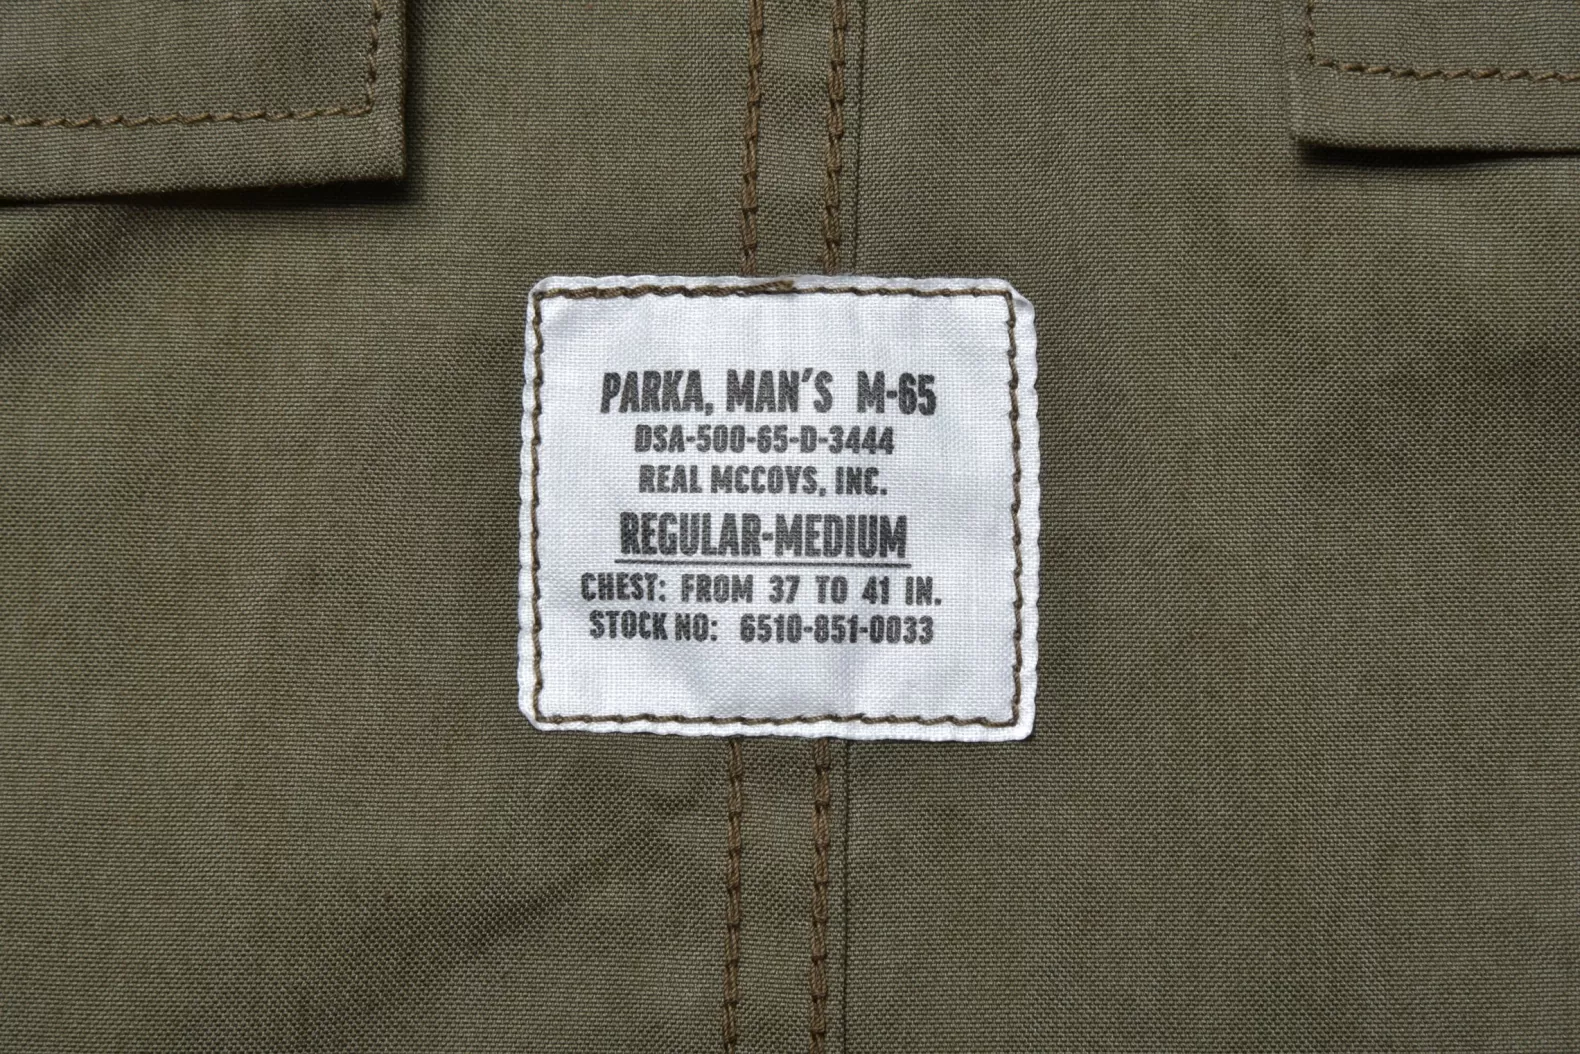 PARKA, MAN'S M-65
DSA-500-65-D-3444
REAL MCCOYS, INC.
REGULAR-MEDIUM
CHEST: FROM 37 TO 41 IN.
STOCK NO: 6510-851-0033